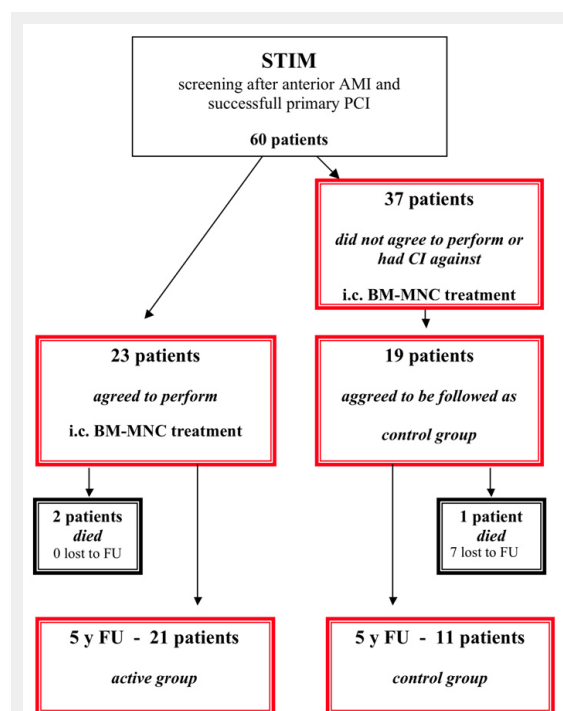 STIM
screening after anterior AMI and
successfull primary PCI
60 patients
37 patients
did not agree to perform or
had CI against
i.c. BM-MNC treatment
23 patients
agreed to perform
i.c. BM-MNC treatment
19 patients
aggreed to be followed as
control group
2 patients
died
0 lost to FU
1 patient
died
7 lost to FU
5 y FU - 21 patients
active group
5 y FU - 11 patients
control group